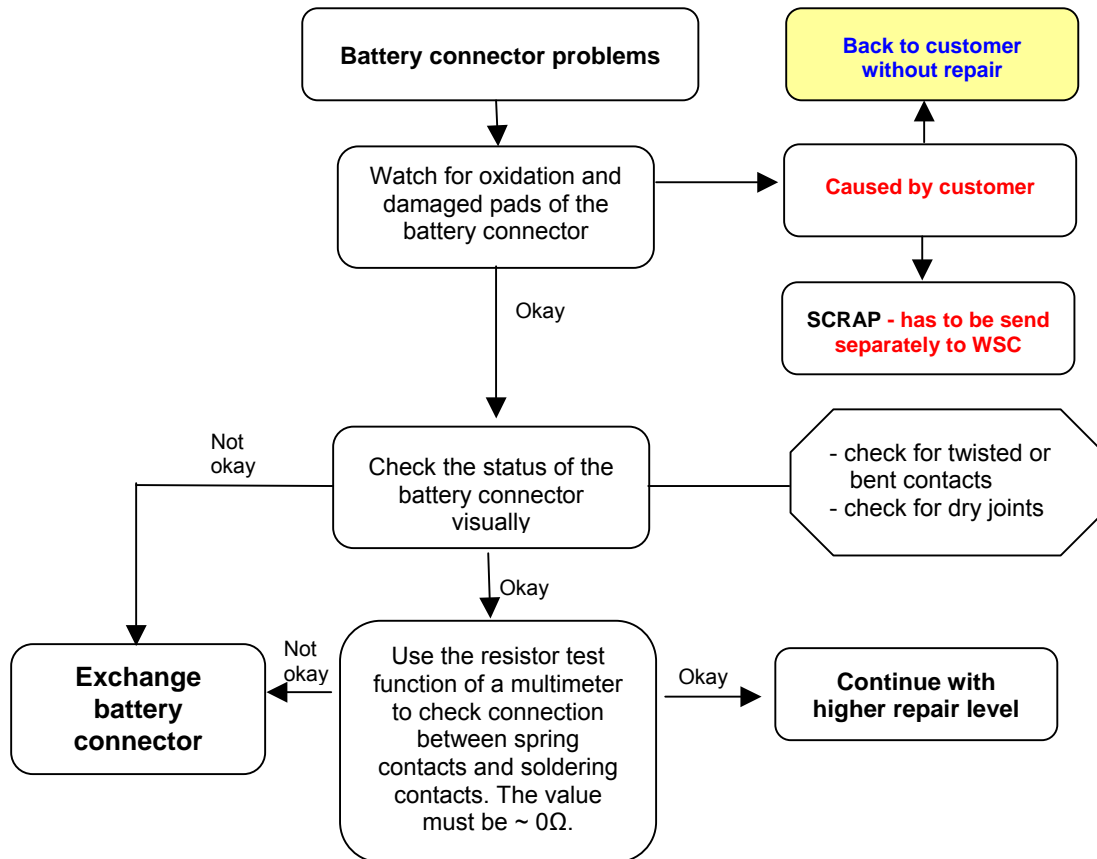 Battery connector problems
Back to customer
without repair
Watch for oxidation and
damaged pads of the
battery connector
Caused by customer
Okay
SCRAP - has to be send
separately to WSC
Not
okay
Check the status of the
battery connector
visually
- check for twisted or
bent contacts
- check for dry joints
Okay
Exchange
battery
connector
Not
okay
Use the resistor test
function of a multimeter
to check connection
between spring
contacts and soldering
contacts. The value
must be ~ 0Ω.
Okay
Continue with
higher repair level